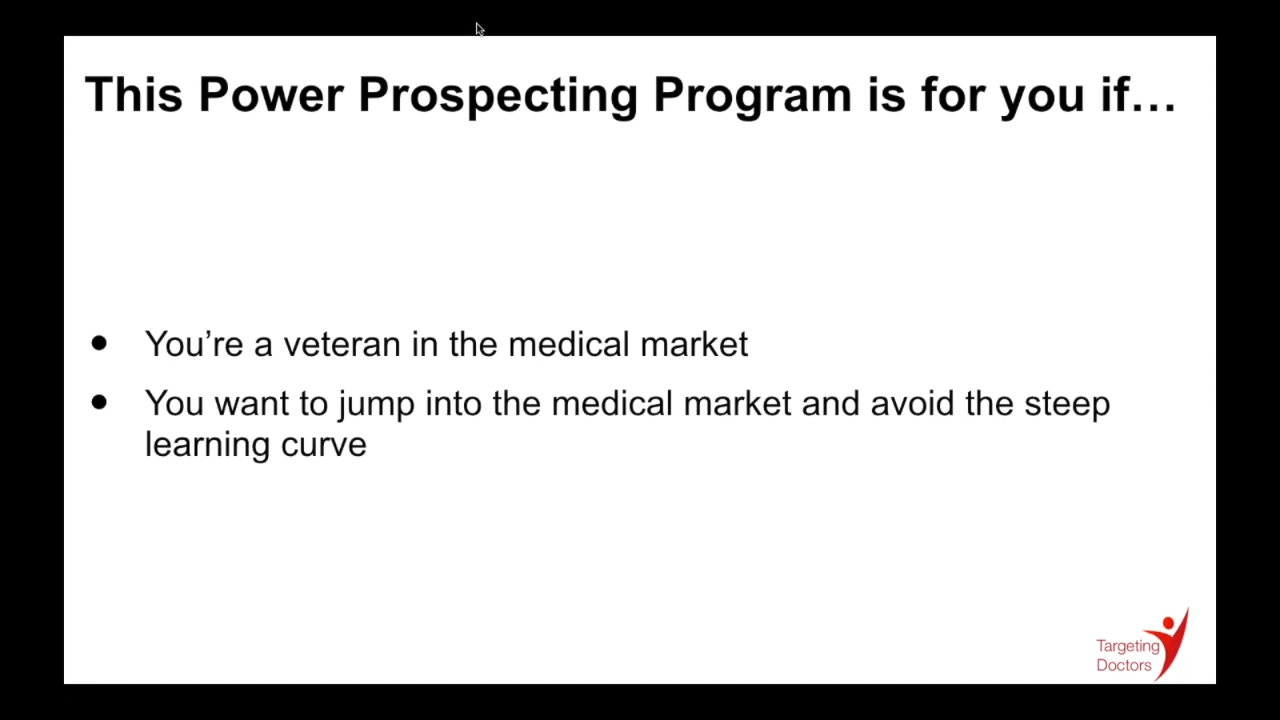 This Power Prospecting Program is for you if…
● You’re a veteran in the medical market
● You want to jump into the medical market and avoid the steep
learning curve
Targeting
Doctors